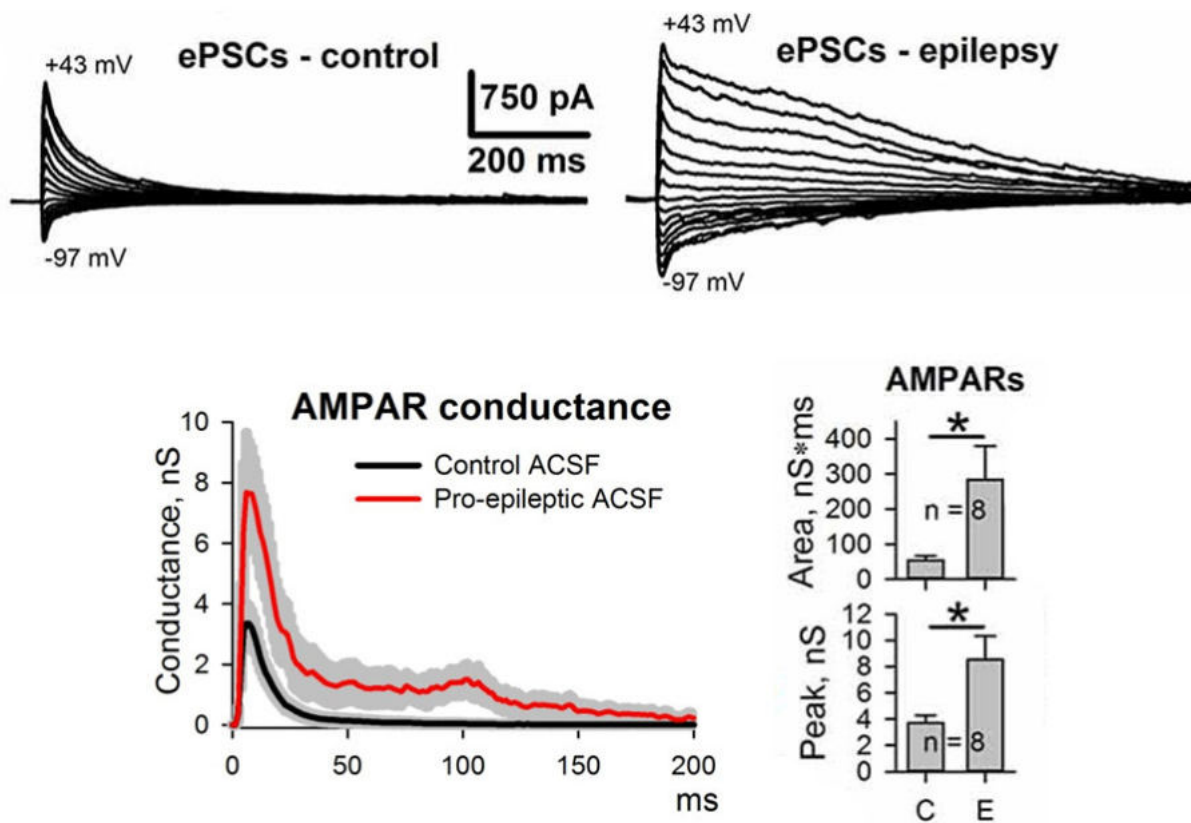 +43 mV
ePSCs - control
750 pA
200 ms
-97 mV
+43 mV
ePSCs - epilepsy
-97 mV
AMPAR conductance
Control ACSF
Pro-epileptic ACSF
Conductance, nS
10
8
6
4
2
0
0
50
100
150
200
ms
AMPARs
Area, nS*ms
400
300
200
100
0
*
n = 8
Peak, nS
12
10
8
6
4
2
0
*
n = 8
C
E